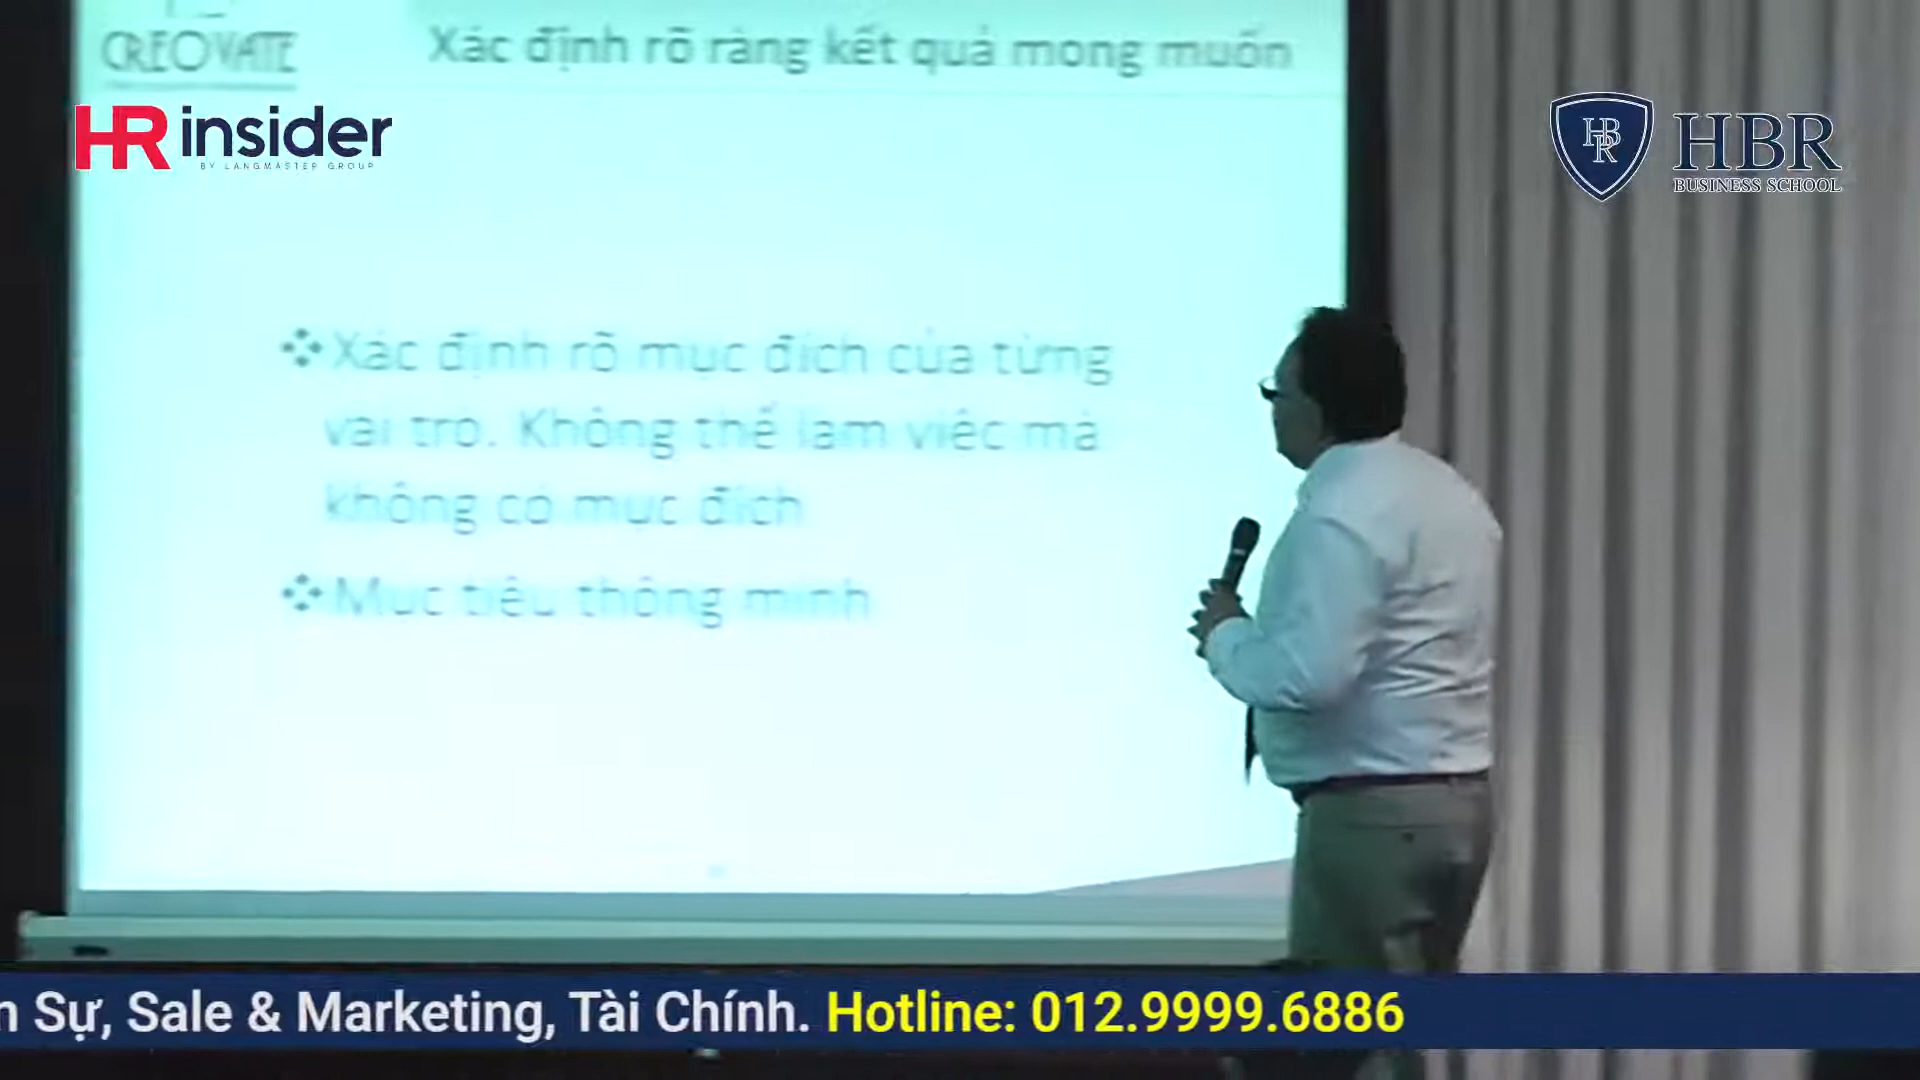 CREOVATE
Xác định rõ ràng kết quả mong muốn
HR insider
BY LANGMASTER GROUP
HBR
HBR
BUSINESS SCHOOL
Xác định rõ mục đích của từng
vai trò. Không thể làm việc mà
không có mục đích
Mục tiêu thông minh
n Sự, Sale & Marketing, Tài Chính. Hotline: 012.9999.6886